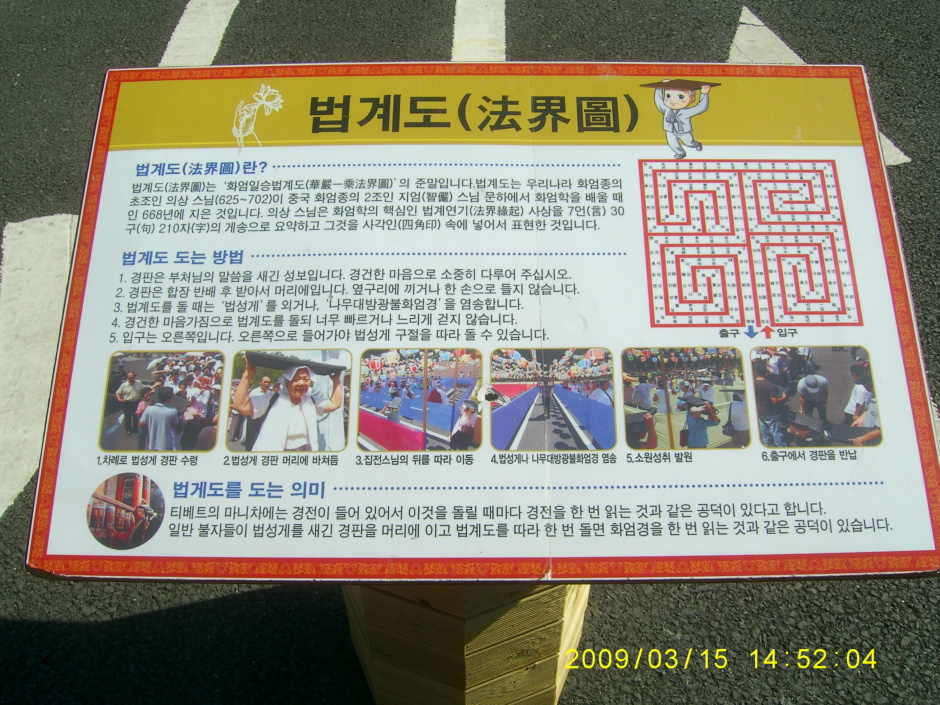 법계도(法界圖)
법계도(法界圖)란?
법계도(法界圖)는 '화엄일승법계도(華嚴一乘法界圖)'의 준말입니다.법계도는 우리나라 화엄종의
초조인 의상 스님(625~702)이 중국 화엄종의 2조인 지엄(智儼) 스님 문하에서 화엄학을 배울 때
인 668년에 지은 것입니다. 의상 스님은 화엄학의 핵심인 법계연기(法界緣起) 사상을 7언(言) 30
구(句) 210자(字)의 게송으로 요약하고 그것을 사각인(四角印) 속에 넣어서 표현한 것입니다.
법계도 도는 방법
1. 경판은 부처님의 말씀을 새긴 성보입니다. 경건한 마음으로 소중히 다루어 주십시오.
2. 경판은 합장 반배 후 받아서 머리에입니다. 옆구리에 끼거나 한 손으로 들지 않습니다.
3. 법계도를 돌 때는 '법성게'를 외거나, '나무대방광불화엄경'을 염송합니다.
4. 경건한 마음가짐으로 법계도를 돌되 너무 빠르거나 느리게 걷지 않습니다.
5. 입구는 오른쪽입니다. 오른쪽으로 들어가야 법성게 구절을 따라 돌 수 있습니다.
출구 입구
1.차례로 법성게 경판 수령
2.법성게 경판 머리에 바쳐듬
3.집전스님의 뒤를 따라 이동
4.법성게나 나무대방광불화엄경 염송
5.소원성취 발원
6.출구에서 경판을 반납
법계도를 도는 의미
티베트의 마니차에는 경전이 들어 있어서 이것을 돌릴 때마다 경전을 한 번 읽는 것과 같은 공덕이 있다고 합니다.
일반 불자들이 법성게를 새긴 경판을 머리에 이고 법계도를 따라 한 번 돌면 화엄경을 한 번 읽는 것과 같은 공덕이 있습니다.
2009/03/15 14:52:04